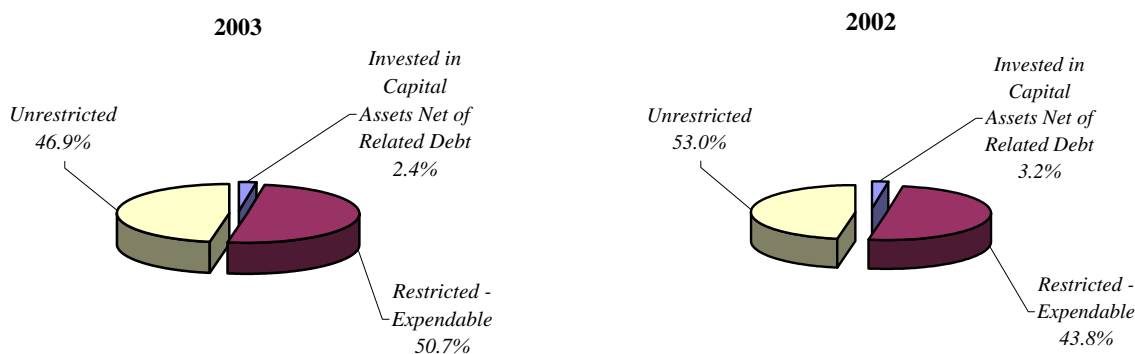 2003
Invested in
Capital
Assets Net of
Related Debt
2.4%
Unrestricted
46.9%
Restricted -
Expendable
50.7%
2002
Invested in
Capital
Assets Net of
Related Debt
3.2%
Unrestricted
53.0%
Restricted -
Expendable
43.8%